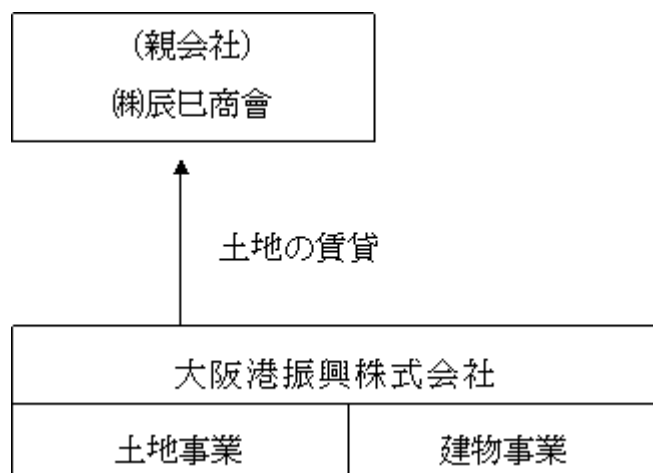 (親会社)
㈱辰巳商會
土地の賃貸
大阪港振興株式会社
土地事業
建物事業